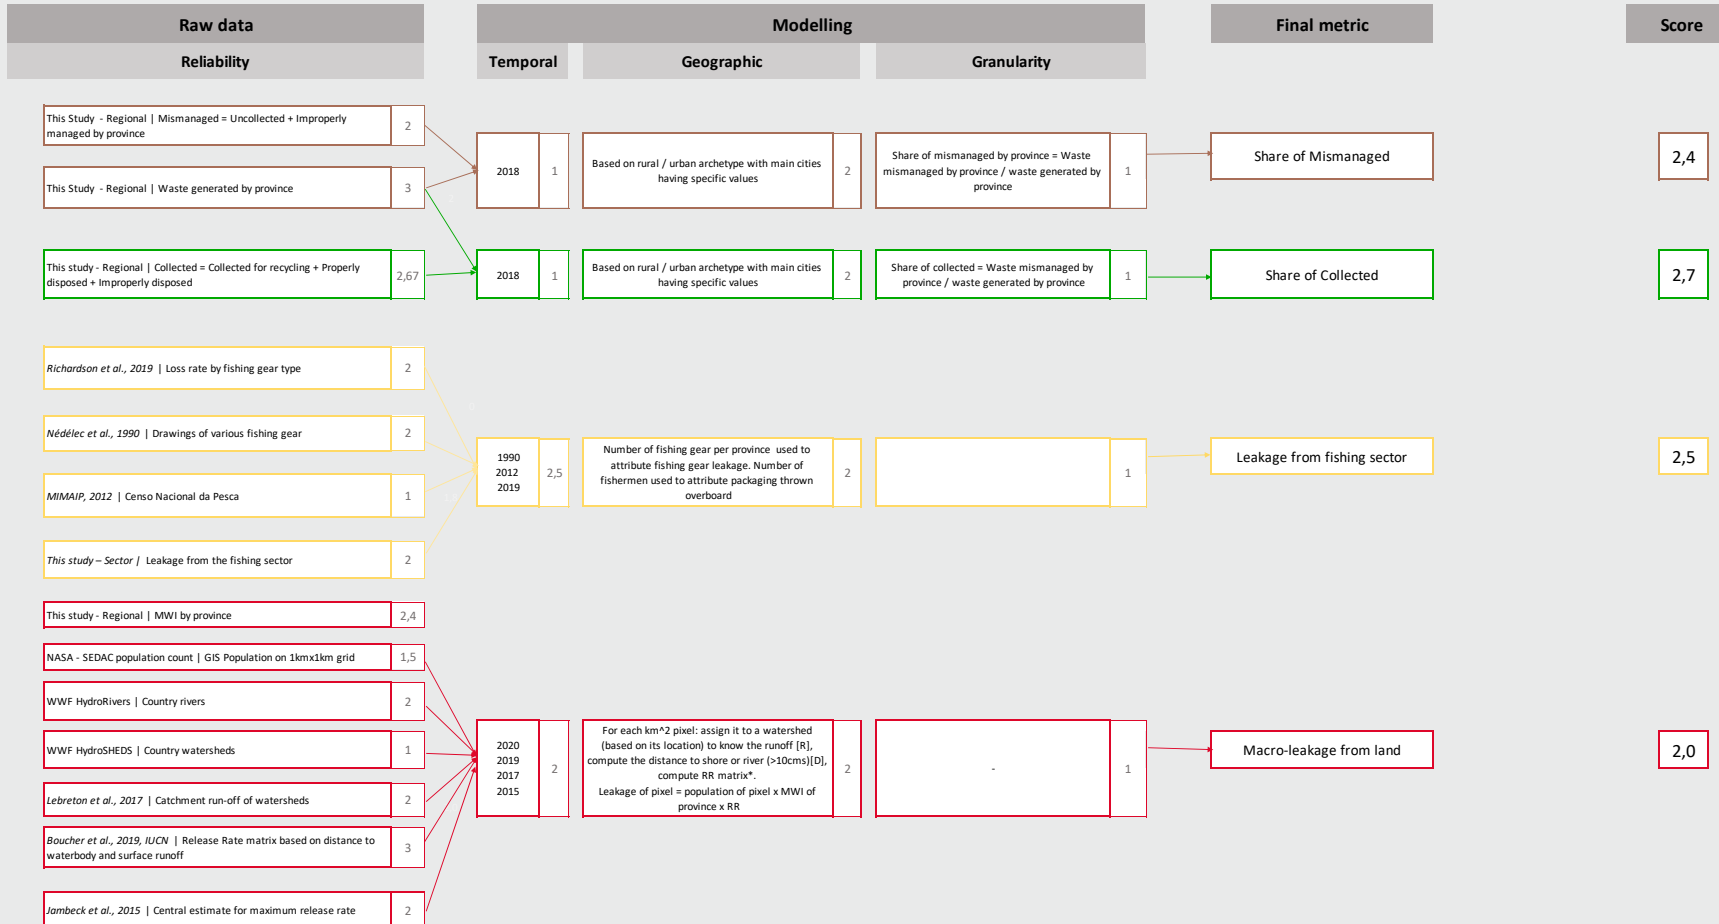 Raw data
Modelling
Final metric
Score
Reliability
Temporal
Geographic
Granularity
This Study - Regional | Mismanaged = Uncollected + Improperly
managed by province
2
This Study - Regional | Waste generated by province
3
2018
1
Based on rural / urban archetype with main cities
having specific values
2
Share of mismanaged by province = Waste
mismanaged by province / waste generated by
province
1
Share of Mismanaged
2,4
This study - Regional | Collected = Collected for recycling + Properly
disposed + Improperly disposed
2,67
2018
1
Based on rural / urban archetype with main cities
having specific values
2
Share of collected = Waste mismanaged by
province / waste generated by province
1
Share of Collected
2,7
Richardson et al., 2019 | Loss rate by fishing gear type
2
Nédélec et al., 1990 | Drawings of various fishing gear
2
MIMAIP, 2012 | Censo Nacional da Pesca
1
This study – Sector | Leakage from the fishing sector
2
1990
2012
2019
2,5
Number of fishing gear per province used to
attribute fishing gear leakage. Number of
fishermen used to attribute packaging thrown
overboard
2
1
Leakage from fishing sector
2,5
This study - Regional | MWI by province
2,4
NASA - SEDAC population count | GIS Population on 1kmx1km grid
1,5
WWF HydroRivers | Country rivers
2
WWF HydroSHEDS | Country watersheds
1
Lebreton et al., 2017 | Catchment run-off of watersheds
2
Boucher et al., 2019, IUCN | Release Rate matrix based on distance to
waterbody and surface runoff
3
Jambeck et al., 2015 | Central estimate for maximum release rate
2
2020
2019
2017
2015
2
For each km^2 pixel: assign it to a watershed
(based on its location) to know the runoff [R],
compute the distance to shore or river (>10cms)[D],
compute RR matrix*.
Leakage of pixel = population of pixel x MWI of
province x RR
2
-
1
Macro-leakage from land
2,0